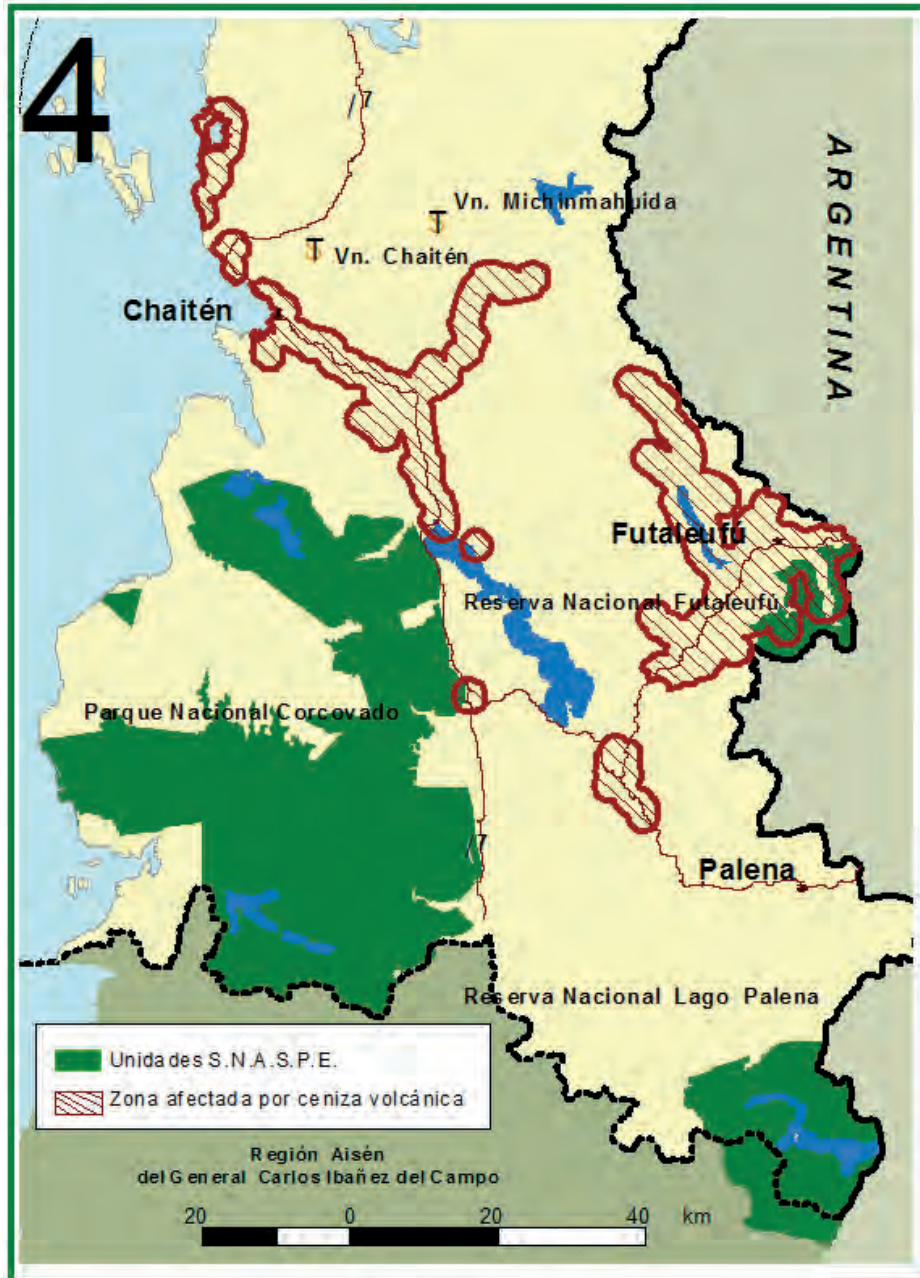 4
/ 7
ARGENTINA
Vn. Michinmahuida
Vn. Chaitén
Chaitén
Futaleufú
Reserva Nacional Futaleufú
Parque Nacional Corcovado
/ 7
Palena
Reserva Nacional Lago Palena
Unidades S.N.A.S.P.E.
Zona afectada por ceniza volcánica
Región Aisén
del General Carlos Ibañez del Campo
20 0 20 40 km